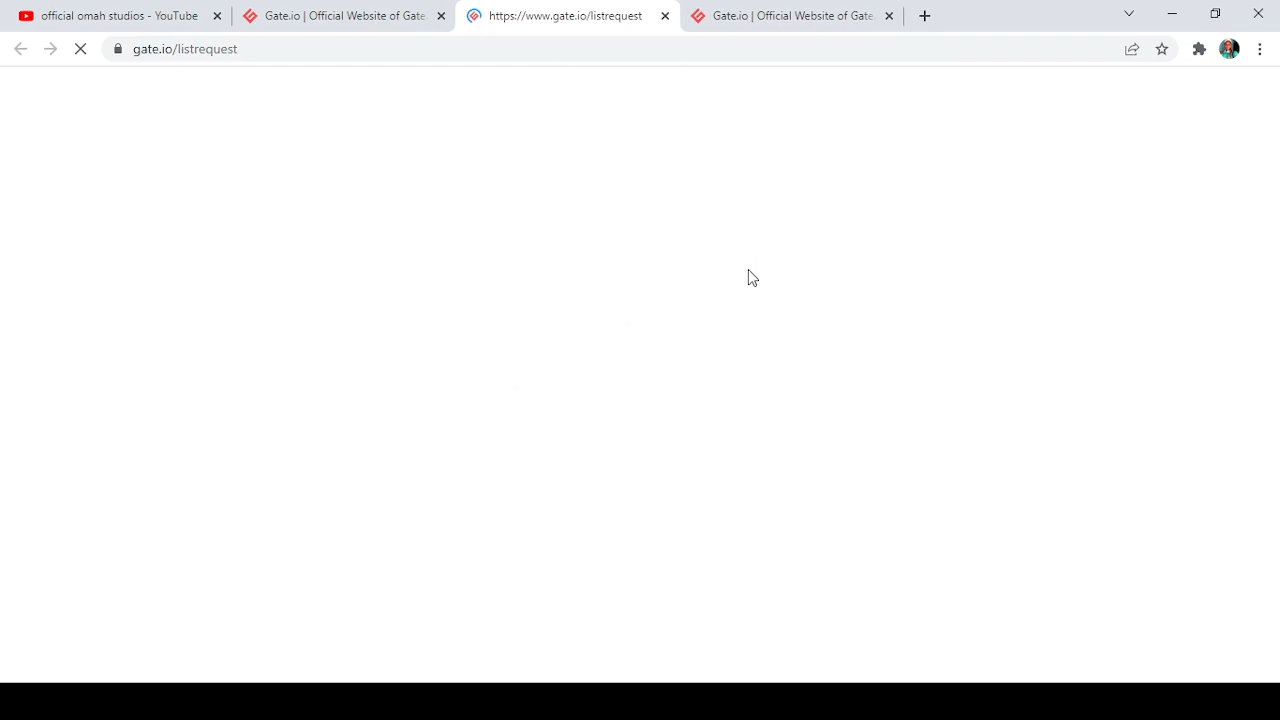 official omah studios - YouTube
Gate.io | Official Website of Gate.
https://www.gate.io/listrequest
Gate.io | Official Website of Gate.
gate.io/listrequest